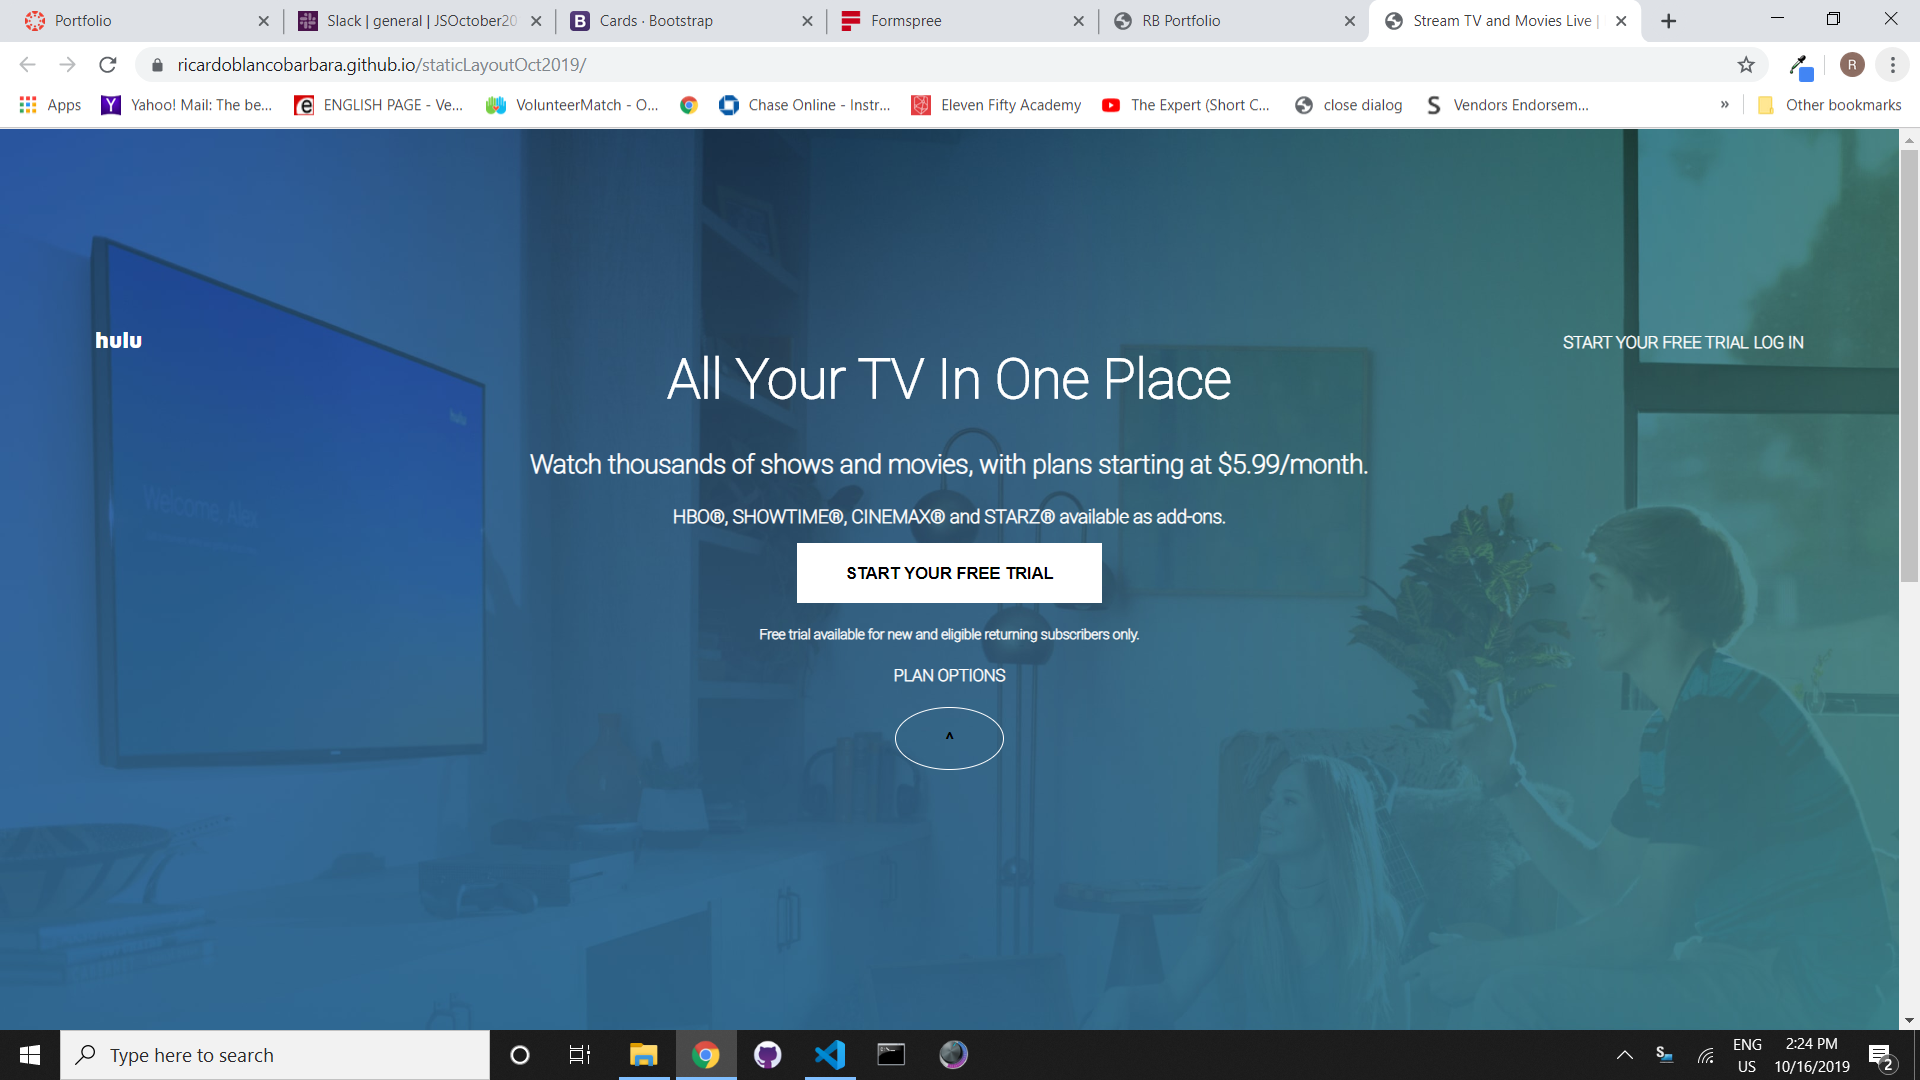 Portfolio
Slack | general | JSOctober20
Cards · Bootstrap
Formspree
RB Portfolio
Stream TV and Movies Live |
ricardoblancobarbara.github.io/staticLayoutOct2019/
R
Apps
Yahoo! Mail: The be...
ENGLISH PAGE - Ve...
VolunteerMatch - O...
Chase Online - Instr...
Eleven Fifty Academy
The Expert (Short C...
close dialog
Vendors Endorsem...
»
Other bookmarks
hulu
START YOUR FREE TRIAL LOG IN
All Your TV In One Place
hulu
Watch thousands of shows and movies, with plans starting at $5.99/month.
Welcome, Alex
HBO®, SHOWTIME®, CINEMAX® and STARZ® available as add-ons.
START YOUR FREE TRIAL
Free trial available for new and eligible returning subscribers only.
PLAN OPTIONS
^
Type here to search
ENG
US
2:24 PM
10/16/2019
2